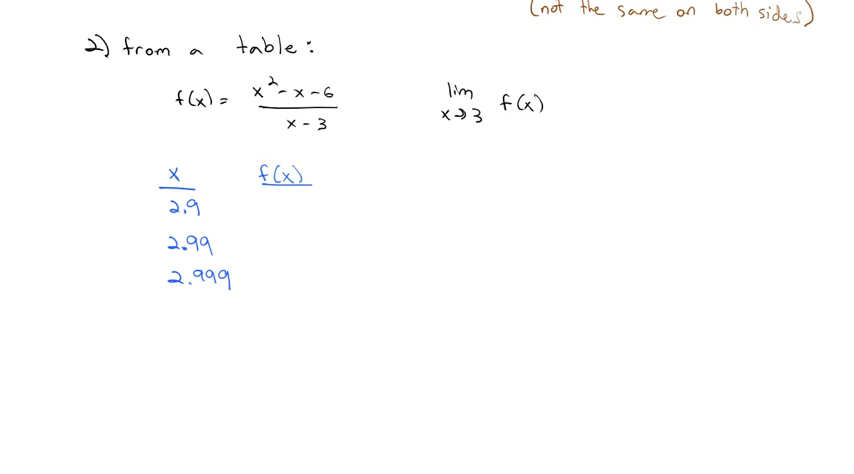 (not the same on both sides)
2) from a table:
f(x) = x² - x - 6 / x - 3
lim x→3 f(x)
x f(x)
2.9
2.99
2.999